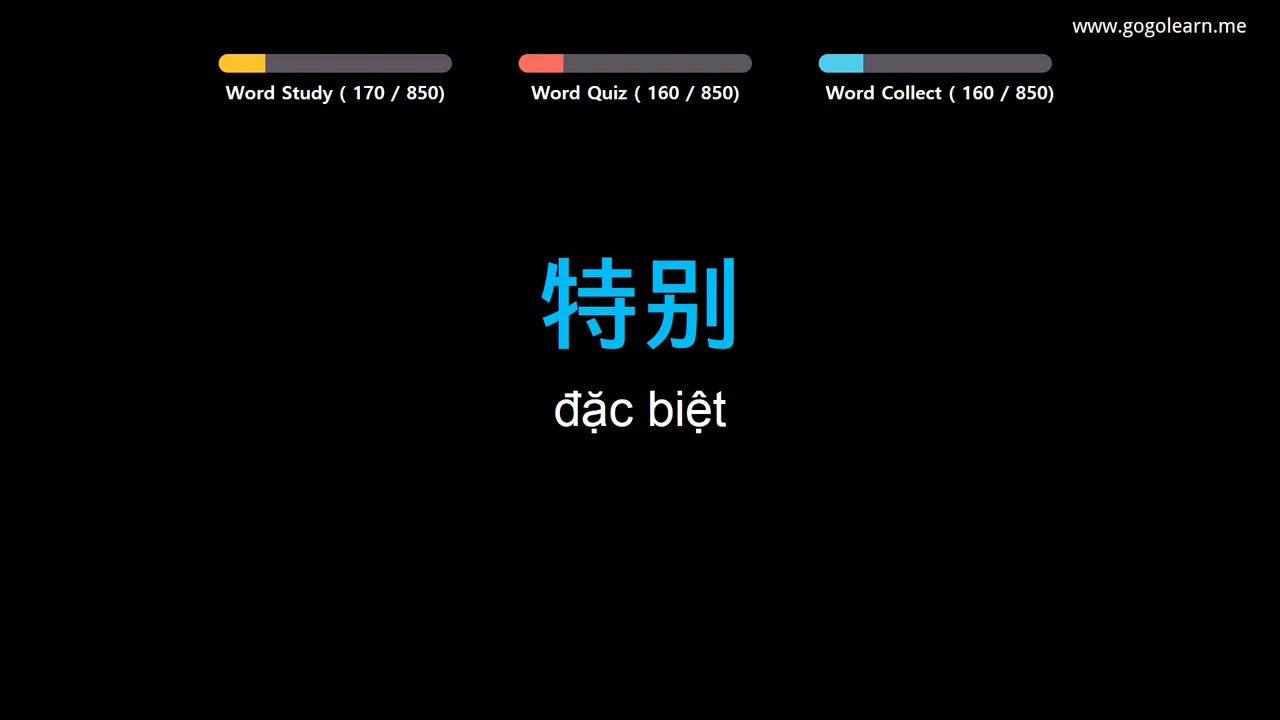 www.gogolearn.me
Word Study ( 170 / 850) Word Quiz ( 160 / 850) Word Collect ( 160 / 850)
特别
đặc biệt